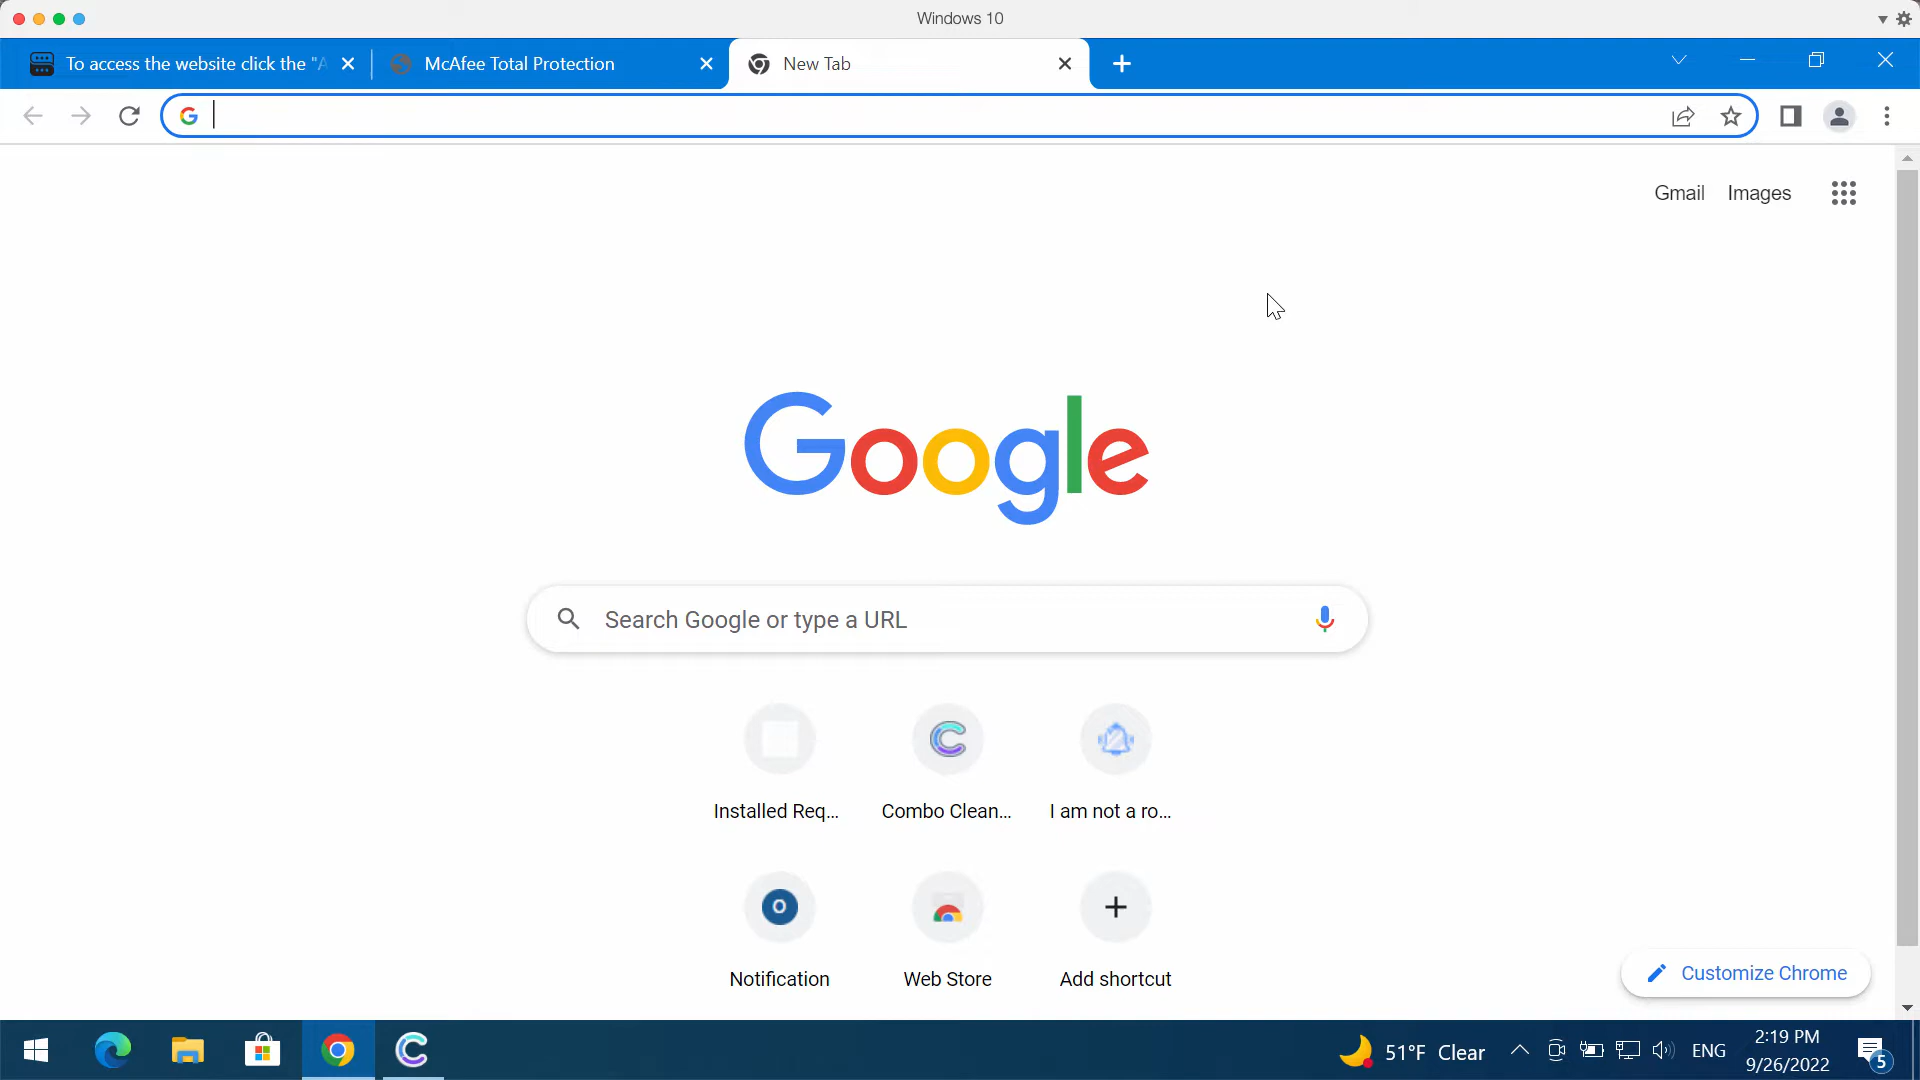 Windows 10
To access the website click the "A
McAfee Total Protection
New Tab
Gmail Images
Google
Search Google or type a URL
Installed Req...
Combo Clean...
I am not a ro...
Notification
Web Store
Add shortcut
Customize Chrome
51°F Clear
ENG
2:19 PM
9/26/2022
5